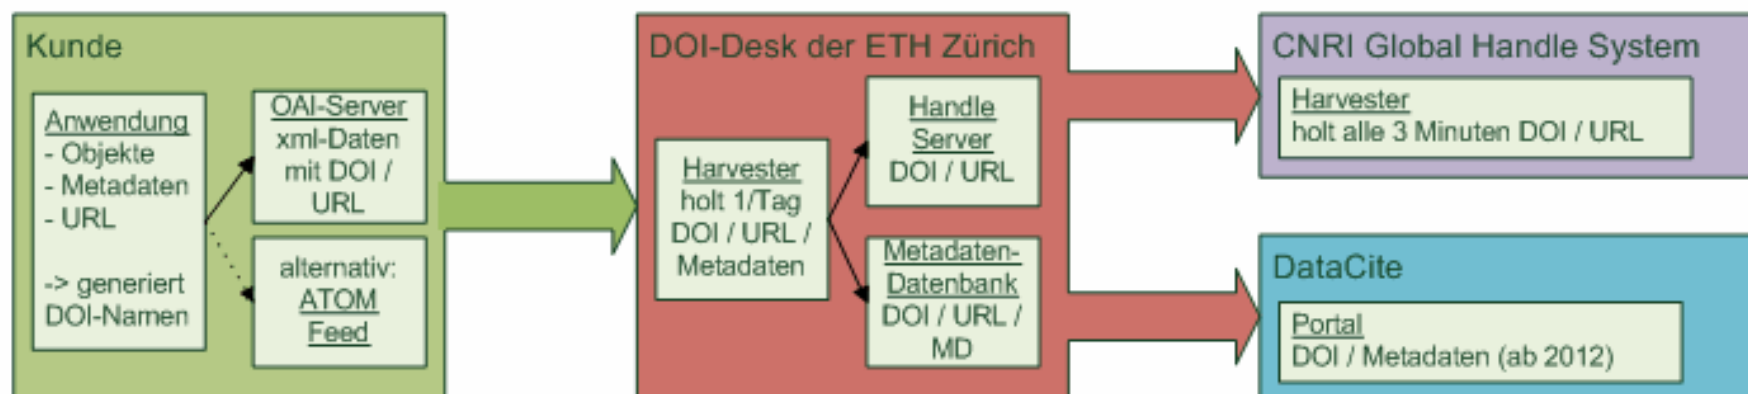 Kunde
Anwendung
- Objekte
- Metadaten
- URL
-> generiert
DOI-Namen
OAI-Server
xml-Daten
mit DOI /
URL
alternativ:
ATOM
Feed
DOI-Desk der ETH Zürich
Harvester
holt 1/Tag
DOI / URL /
Metadaten
Handle
Server
DOI / URL
Metadaten-
Datenbank
DOI / URL /
MD
CNRI Global Handle System
Harvester
holt alle 3 Minuten DOI / URL
DataCite
Portal
DOI / Metadaten (ab 2012)